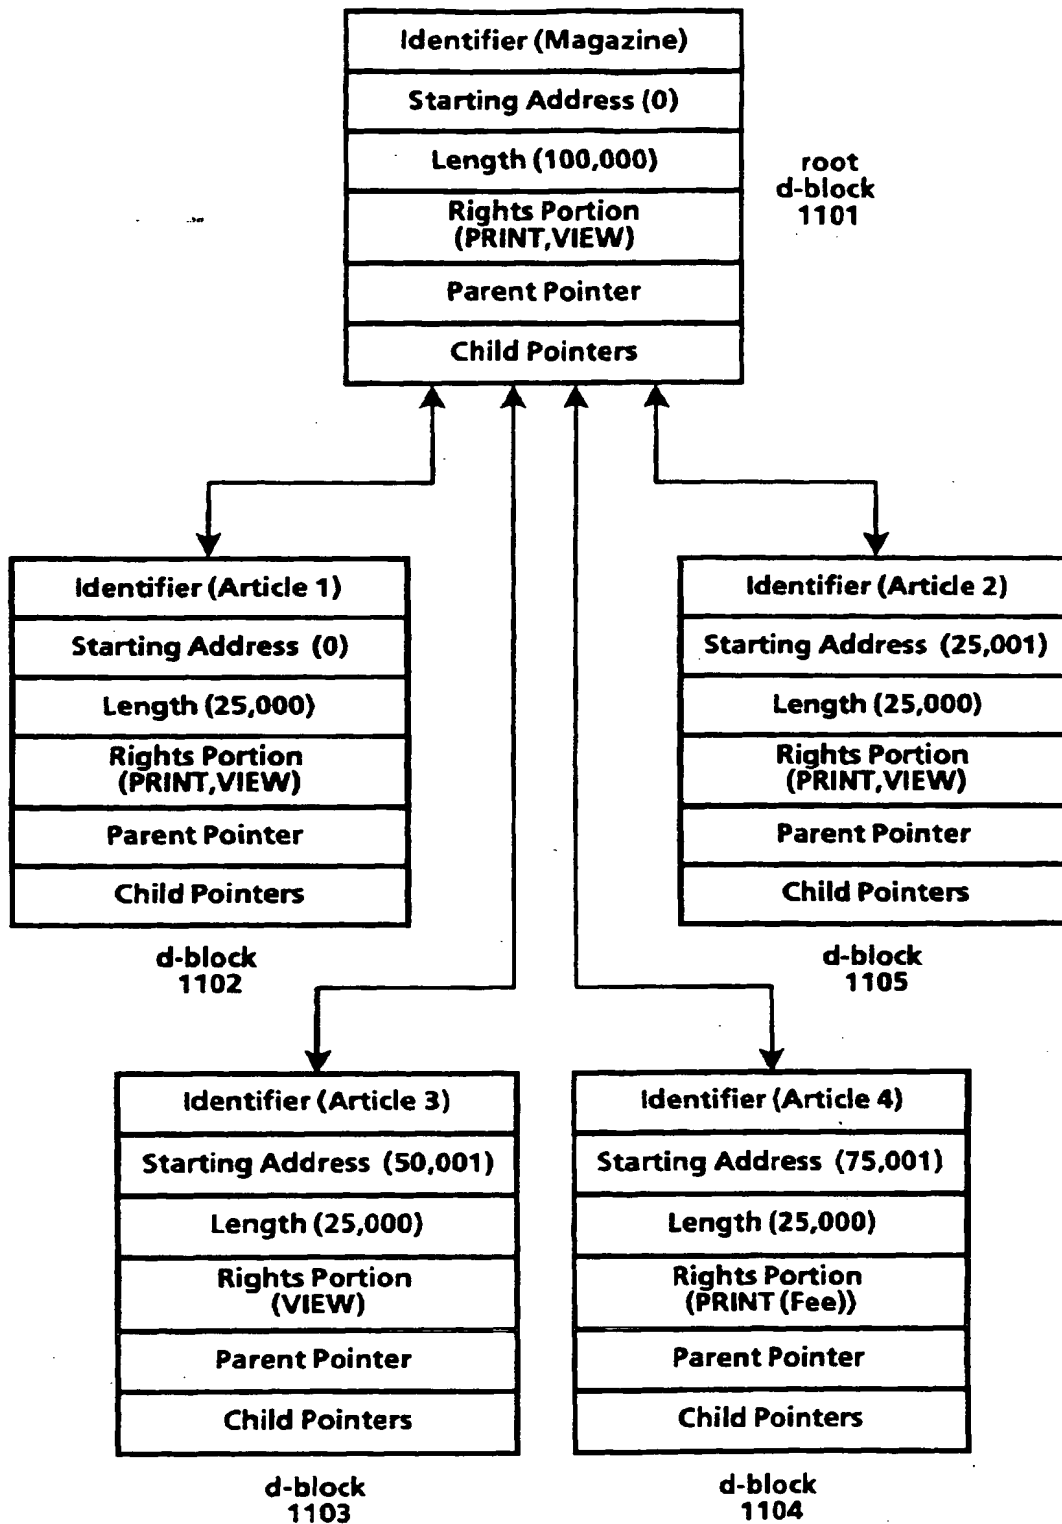 Identifier (Magazine)
Starting Address (0)
Length (100,000)
Rights Portion
(PRINT,VIEW)
Parent Pointer
Child Pointers
root
d-block
1101
Identifier (Article 1)
Starting Address (0)
Length (25,000)
Rights Portion
(PRINT,VIEW)
Parent Pointer
Child Pointers
d-block
1102
Identifier (Article 2)
Starting Address (25,001)
Length (25,000)
Rights Portion
(PRINT,VIEW)
Parent Pointer
Child Pointers
d-block
1105
Identifier (Article 3)
Starting Address (50,001)
Length (25,000)
Rights Portion
(VIEW)
Parent Pointer
Child Pointers
d-block
1103
Identifier (Article 4)
Starting Address (75,001)
Length (25,000)
Rights Portion
(PRINT (Fee))
Parent Pointer
Child Pointers
d-block
1104